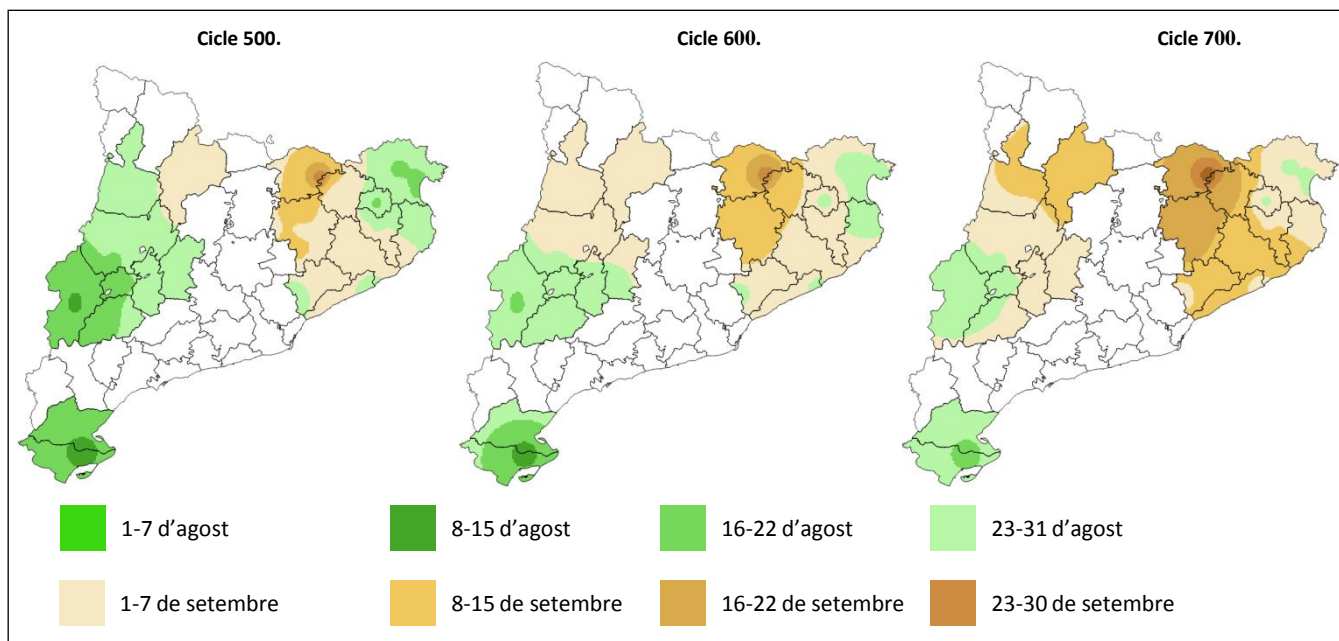 Cicle 500.
Cicle 600.
Cicle 700.
1-7 d’agost
8-15 d’agost
16-22 d’agost
23-31 d’agost
1-7 de setembre
8-15 de setembre
16-22 de setembre
23-30 de setembre